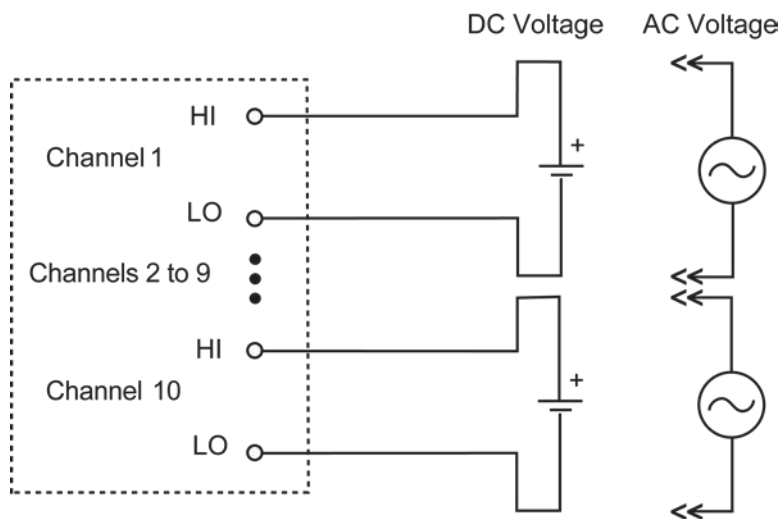 DC Voltage
AC Voltage
HI
Channel 1
+
LO
Channels 2 to 9
HI
Channel 10
+
LO